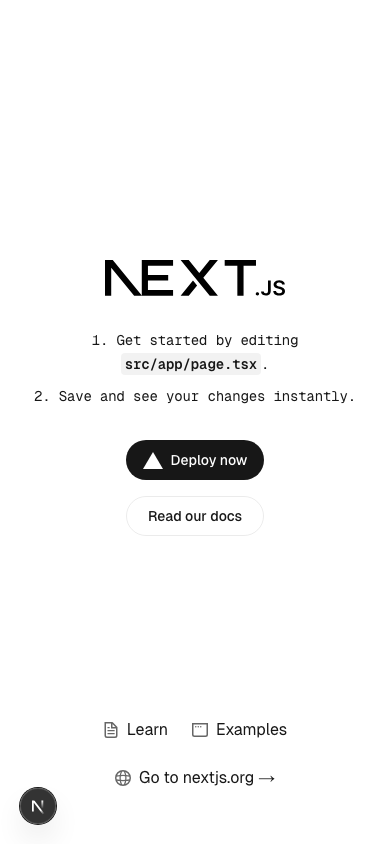 NEXT.JS
1. Get started by editing
src/app/page.tsx.
2. Save and see your changes instantly.
Deploy now
Read our docs
Learn
Examples
Go to nextjs.org →
N